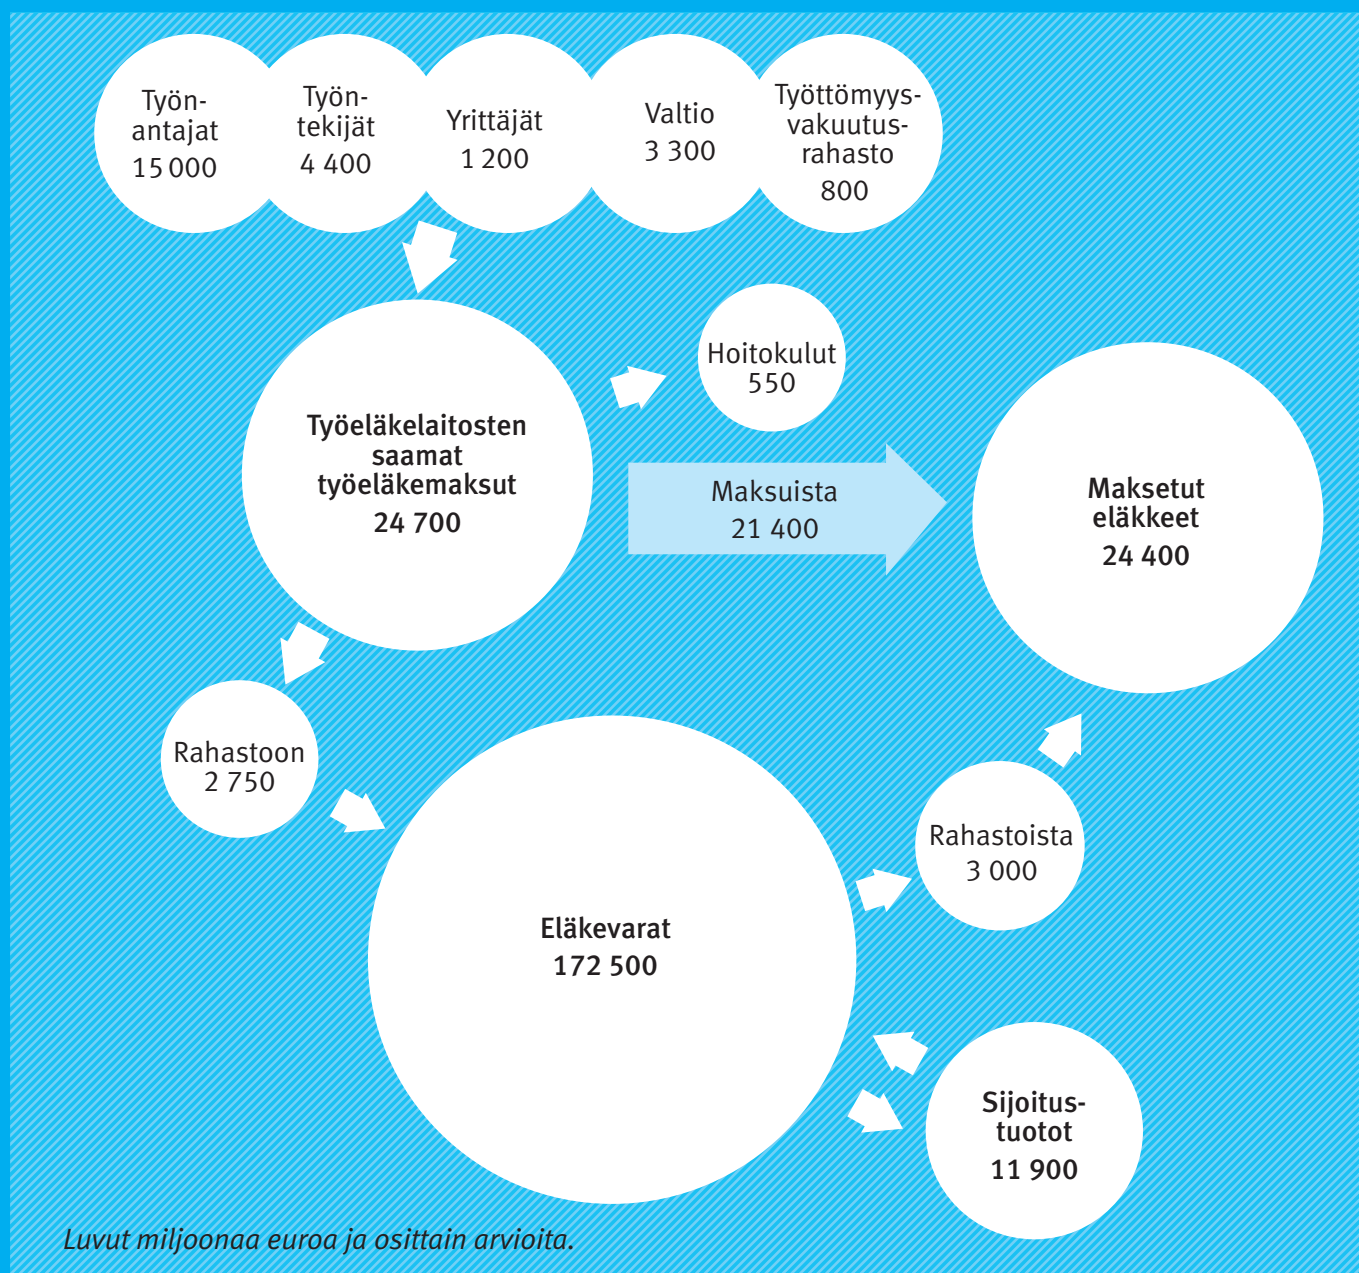 Työn-
antajat
15 000
Työn-
tekijät
4 400
Yrittäjät
1 200
Valtio
3 300
Työttömyys-
vakuutus-
rahasto
800
Hoitokulut
550
Työeläkelaitosten
saamat
työeläkemaksut
24 700
Maksuista
21 400
Maksetut
eläkkeet
24 400
Rahastoon
2 750
Rahastoista
3 000
Eläkevarat
172 500
Sijoitus-
tuotot
11 900
Luvut miljoonaa euroa ja osittain arvioita.